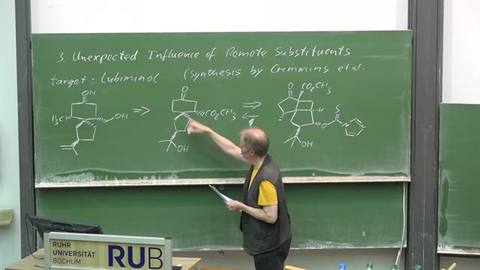 3 Unexpected Influence of Remote Substituents
target: Lubiminol (Synthesis by Crimmins et al.
OH
H3C
OH
O
CO2CH3
OH
O
CO2CH3
H
O
S
N
N
OH
RUHR
UNIVERSITÄT
BOCHUM
RUB